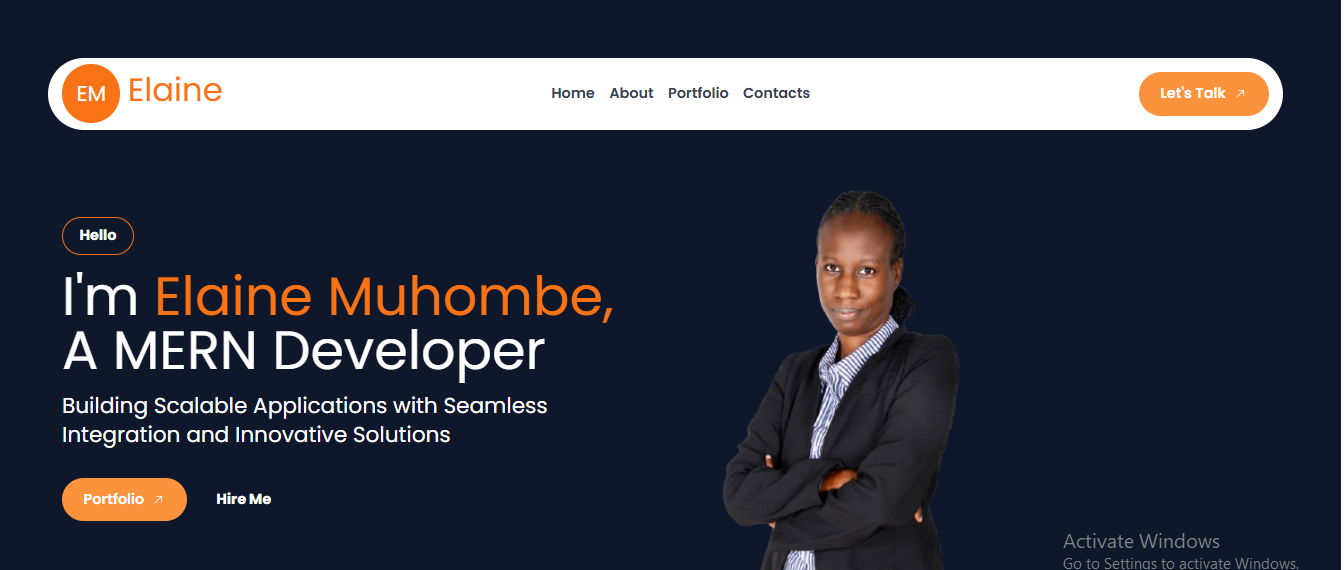 EM Elaine
Home About Portfolio Contacts
Let's Talk
Hello
I'm Elaine Muhombe,
A MERN Developer
Building Scalable Applications with Seamless
Integration and Innovative Solutions
Portfolio
Hire Me
Activate Windows
Go to Settings to activate Windows.